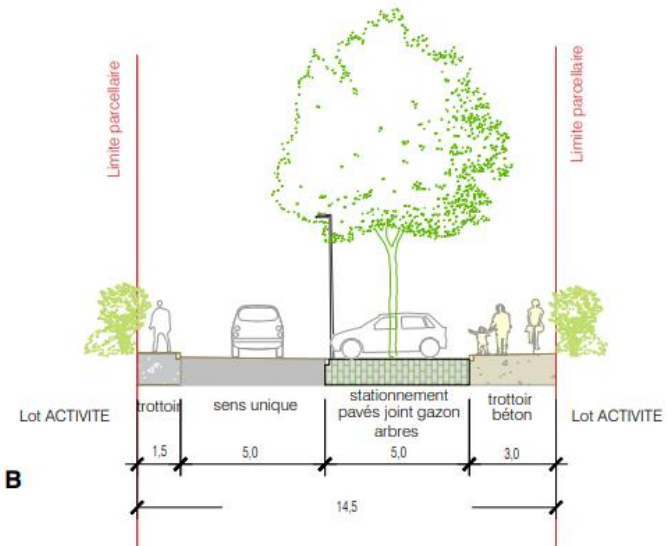 Limite parcellaire
Limite parcellaire
Lot ACTIVITE
trottoir
sens unique
stationnement
pavés joint gazon
arbres
trottoir
béton
Lot ACTIVITE
1,5
5,0
5,0
3,0
B
14,5